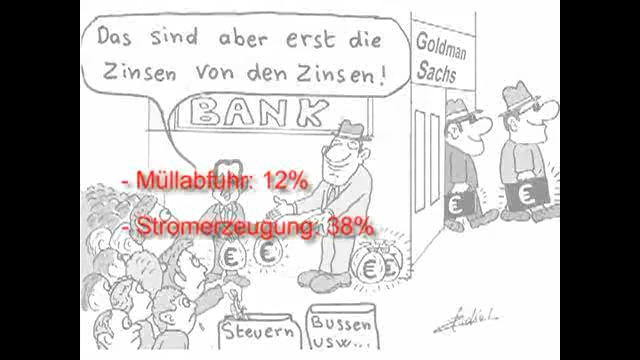 Das sind aber erst die
Zinsen von den Zinsen!
Goldman
Sachs
BANK
- Müllabfuhr: 12%
- Stromerzeugung: 38%
€
€
€
€
€ €
Steuern
Bussen
usw...